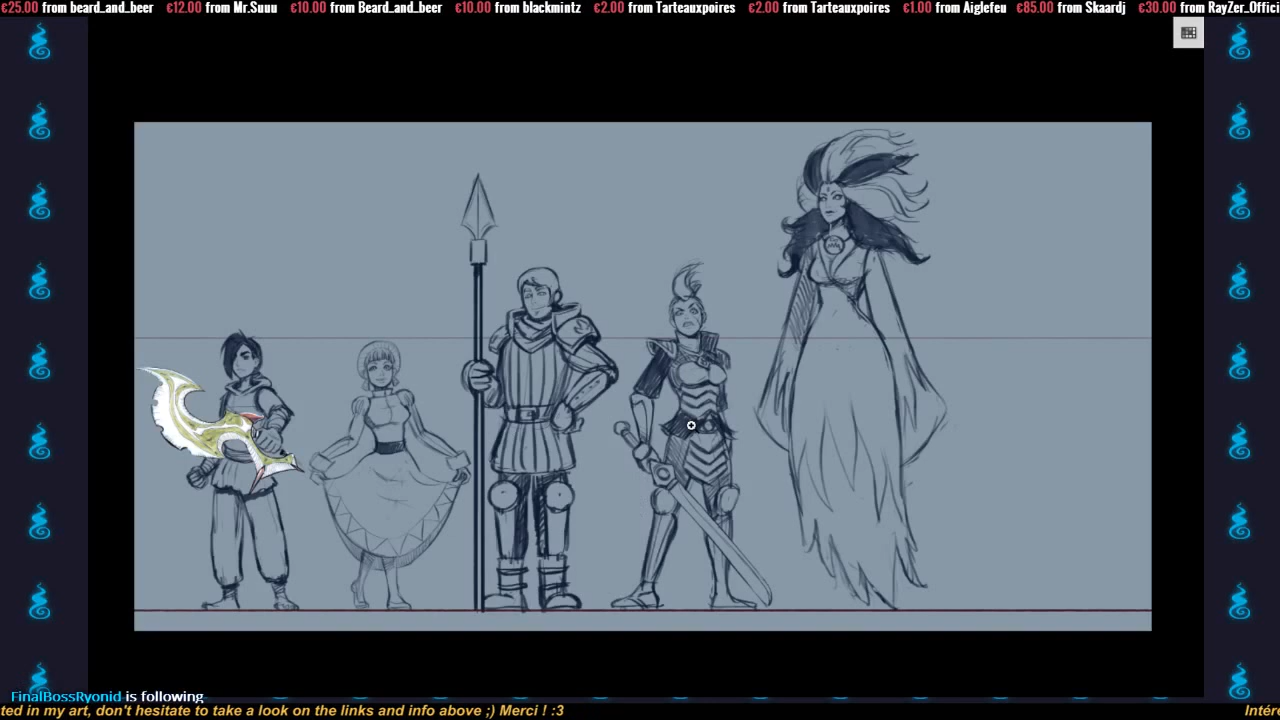 €25.00 from beard_and_beer €12.00 from Mr.Suuu €10.00 from Beard_and_beer €10.00 from blackmintz €2.00 from Tarteauxpoires €2.00 from Tarteauxpoires €1.00 from Aiglefeu €85.00 from Skaardj €30.00 from RayZer_Offici
FinalBossRyonid is following
ted in my art, don't hesitate to take a look on the links and info above ;) Merci ! :3 Intére